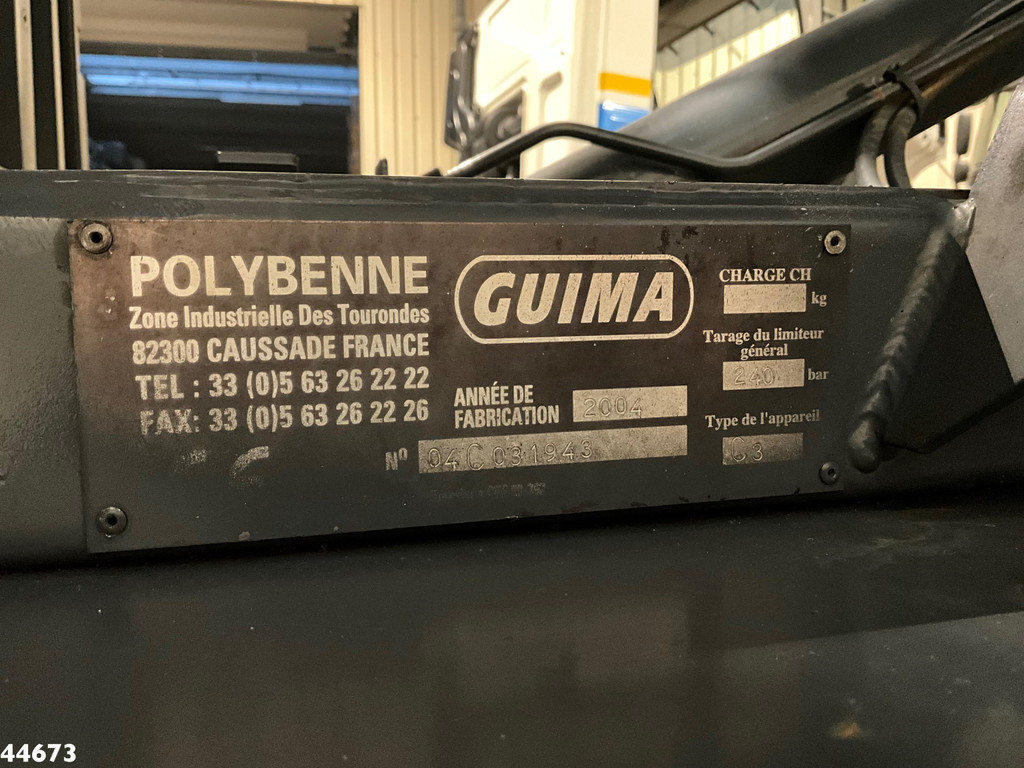 POLYBENNE
Zone Industrielle Des Tourondes
82300 CAUSSADE FRANCE
TEL : 33 (0)5 63 26 22 22
FAX: 33 (0)5 63 26 22 26
GUIMA
ANNÉE DE
FABRICATION 2004
Nº 04C031943
CHARGE CH
kg
Tarage du limiteur
général
240 bar
Type de l'appareil
C3
44673